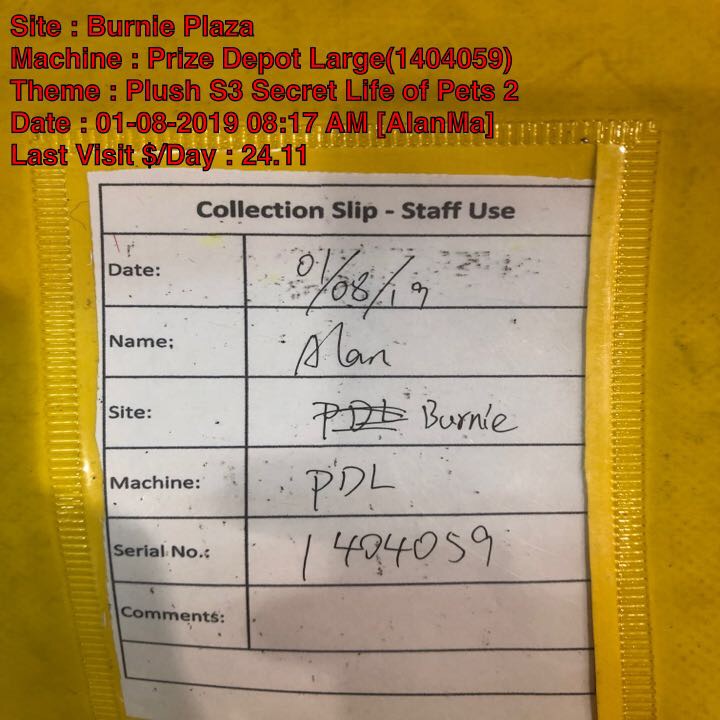 Site : Burnie Plaza
Machine : Prize Depot Large(1404059)
Theme : Plush S3 Secret Life of Pets 2
Date : 01-08-2019 08:17 AM [AlanMa]
Last Visit $/Day : 24.11
Collection Slip - Staff Use
Date: 01/08/19
Name: Alan
Site: PDL Burnie
Machine: PDL
Serial No.: 1404059
Comments: